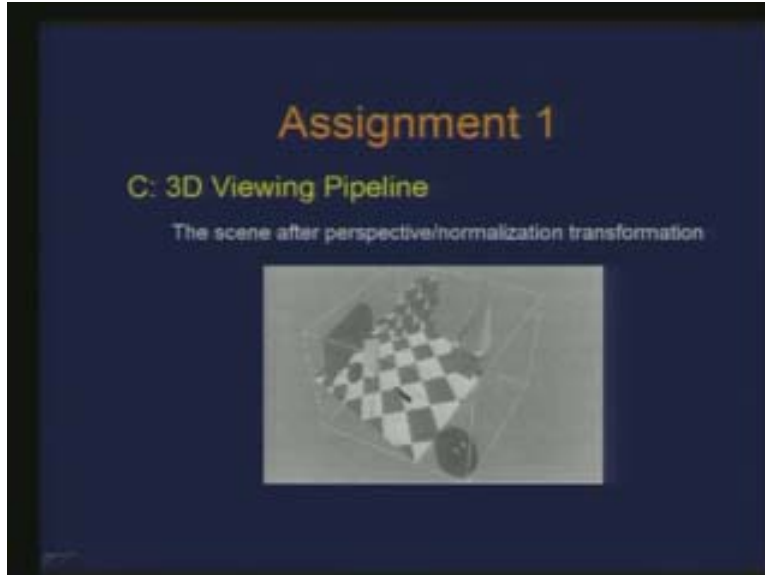 Assignment 1
C: 3D Viewing Pipeline
The scene after perspective/normalization transformation